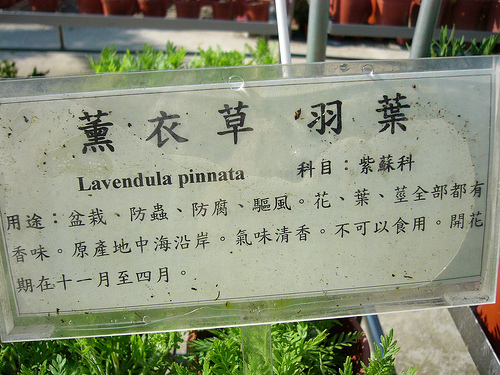 薰衣草羽葉
Lavendula pinnata 科目：紫蘇科
用途：盆栽、防蟲、防腐、驅風。花、葉、莖全部都有
香味。原產地中海沿岸。氣味清香。不可以食用。開花
期在十一月至四月。